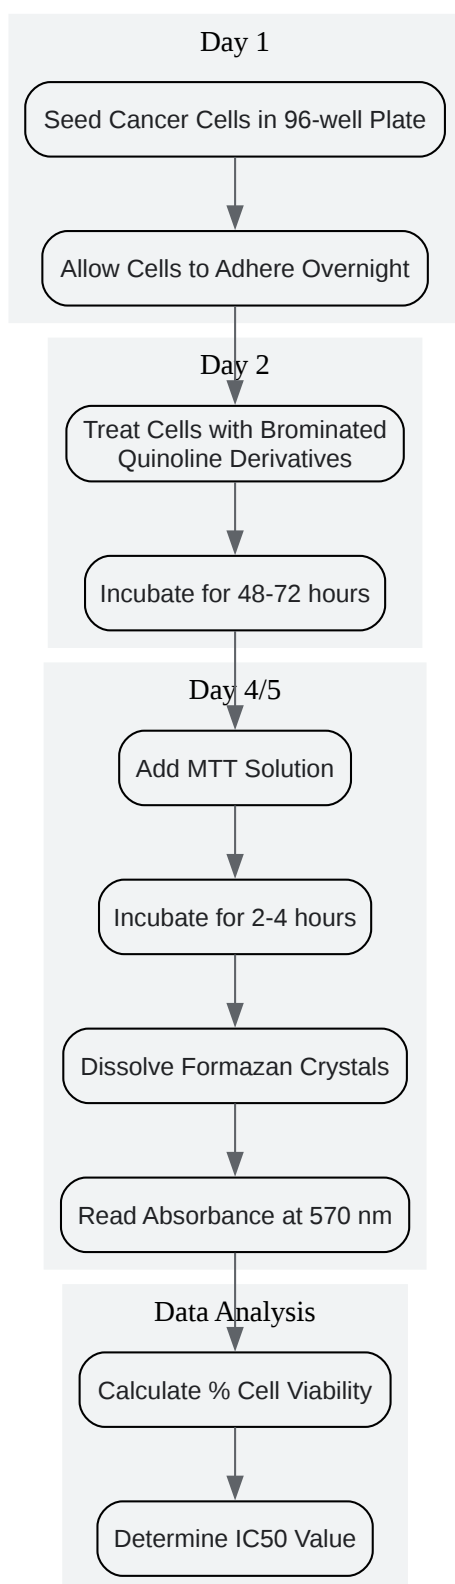 Day 1
Seed Cancer Cells in 96-well Plate
Allow Cells to Adhere Overnight
Day 2
Treat Cells with Brominated
Quinoline Derivatives
Incubate for 48-72 hours
Day 4/5
Add MTT Solution
Incubate for 2-4 hours
Dissolve Formazan Crystals
Read Absorbance at 570 nm
Data Analysis
Calculate % Cell Viability
Determine IC50 Value